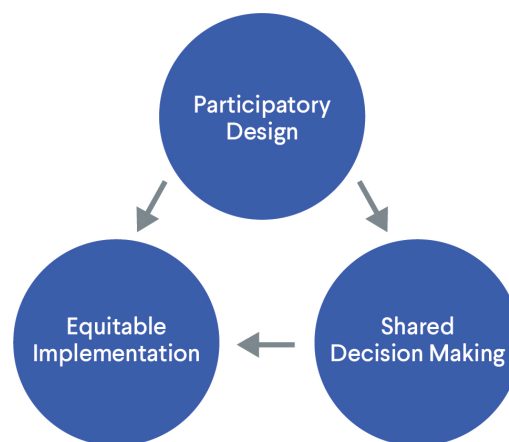 Participatory
Design
Equitable
Implementation
Shared
Decision Making